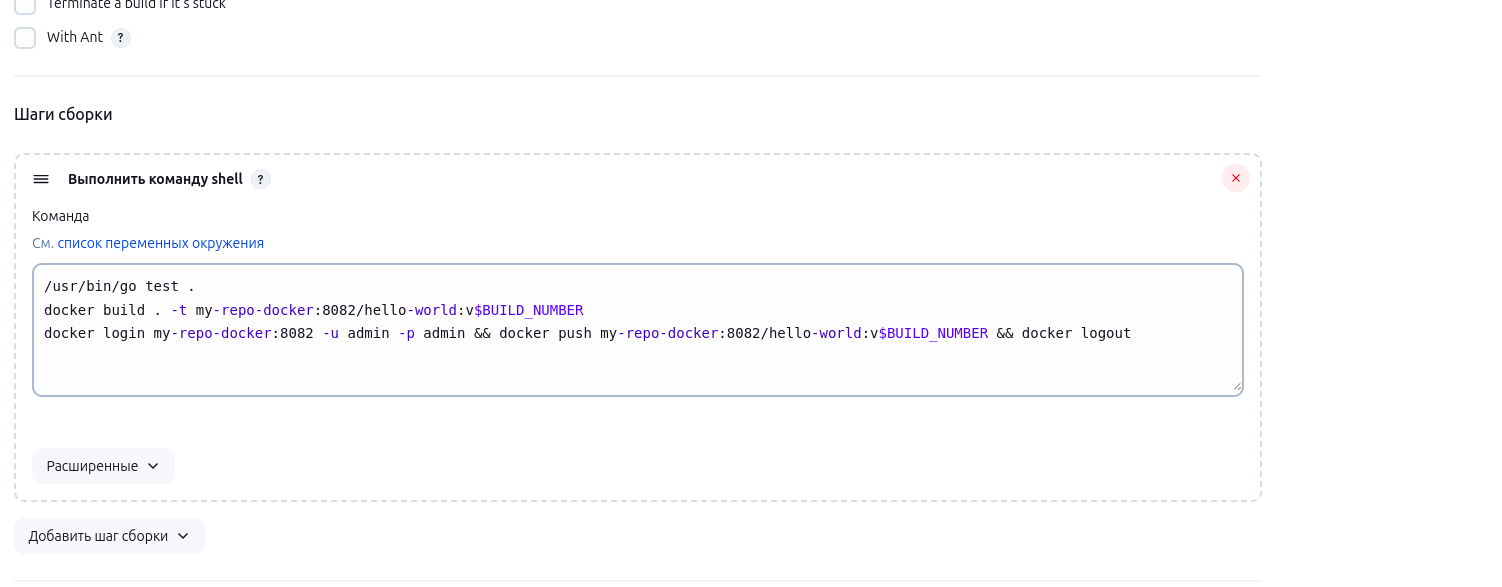 Terminate a build if it's stuck
With Ant ?
Шаги сборки
Выполнить команду shell ?
Команда
См. список переменных окружения
/usr/bin/go test .
docker build . -t my-repo-docker:8082/hello-world:v$BUILD_NUMBER
docker login my-repo-docker:8082 -u admin -p admin && docker push my-repo-docker:8082/hello-world:v$BUILD_NUMBER && docker logout
Расширенные
Добавить шаг сборки